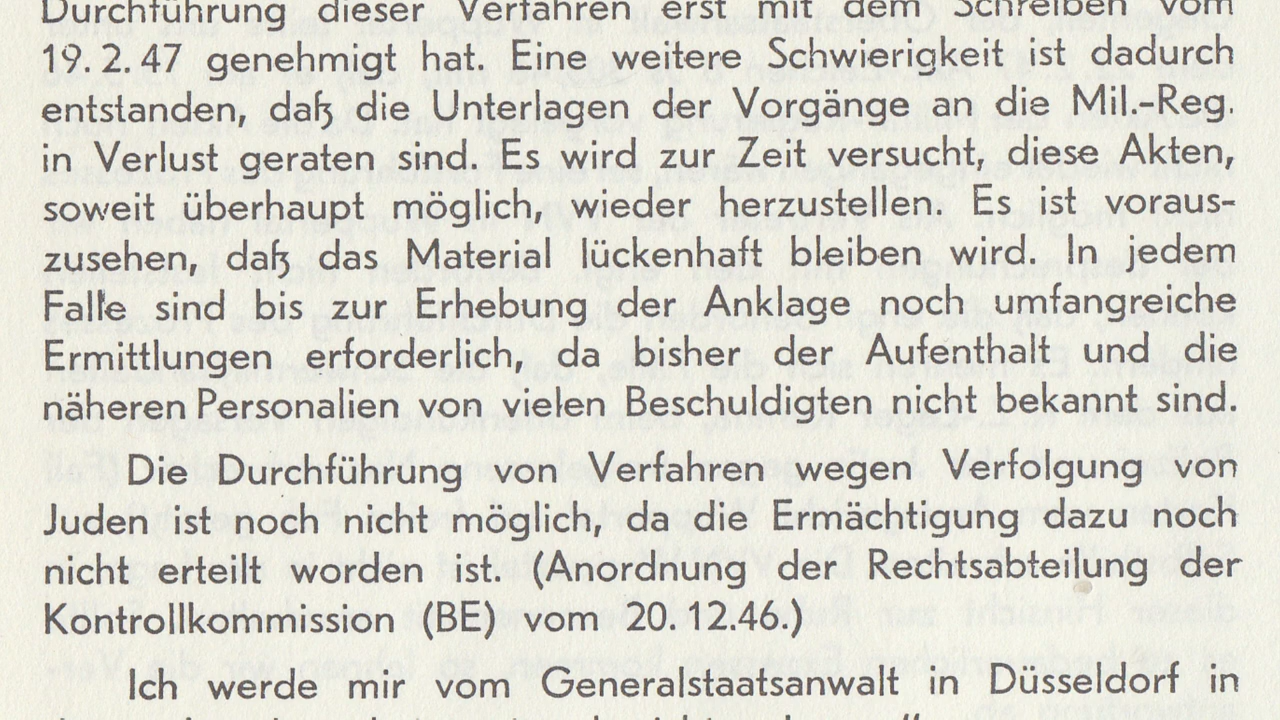 Durchführung dieser Verfahren erst mit dem Schreiben vom
19. 2. 47 genehmigt hat. Eine weitere Schwierigkeit ist dadurch
entstanden, daß die Unterlagen der Vorgänge an die Mil.-Reg.
in Verlust geraten sind. Es wird zur Zeit versucht, diese Akten,
soweit überhaupt möglich, wieder herzustellen. Es ist voraus-
zusehen, daß das Material lückenhaft bleiben wird. In jedem
Falle sind bis zur Erhebung der Anklage noch umfangreiche
Ermittlungen erforderlich, da bisher der Aufenthalt und die
näheren Personalien von vielen Beschuldigten nicht bekannt sind.
Die Durchführung von Verfahren wegen Verfolgung von
Juden ist noch nicht möglich, da die Ermächtigung dazu noch
nicht erteilt worden ist. (Anordnung der Rechtsabteilung der
Kontrollkommission (BE) vom 20. 12.46.)
Ich werde mir vom Generalstaatsanwalt in Düsseldorf in